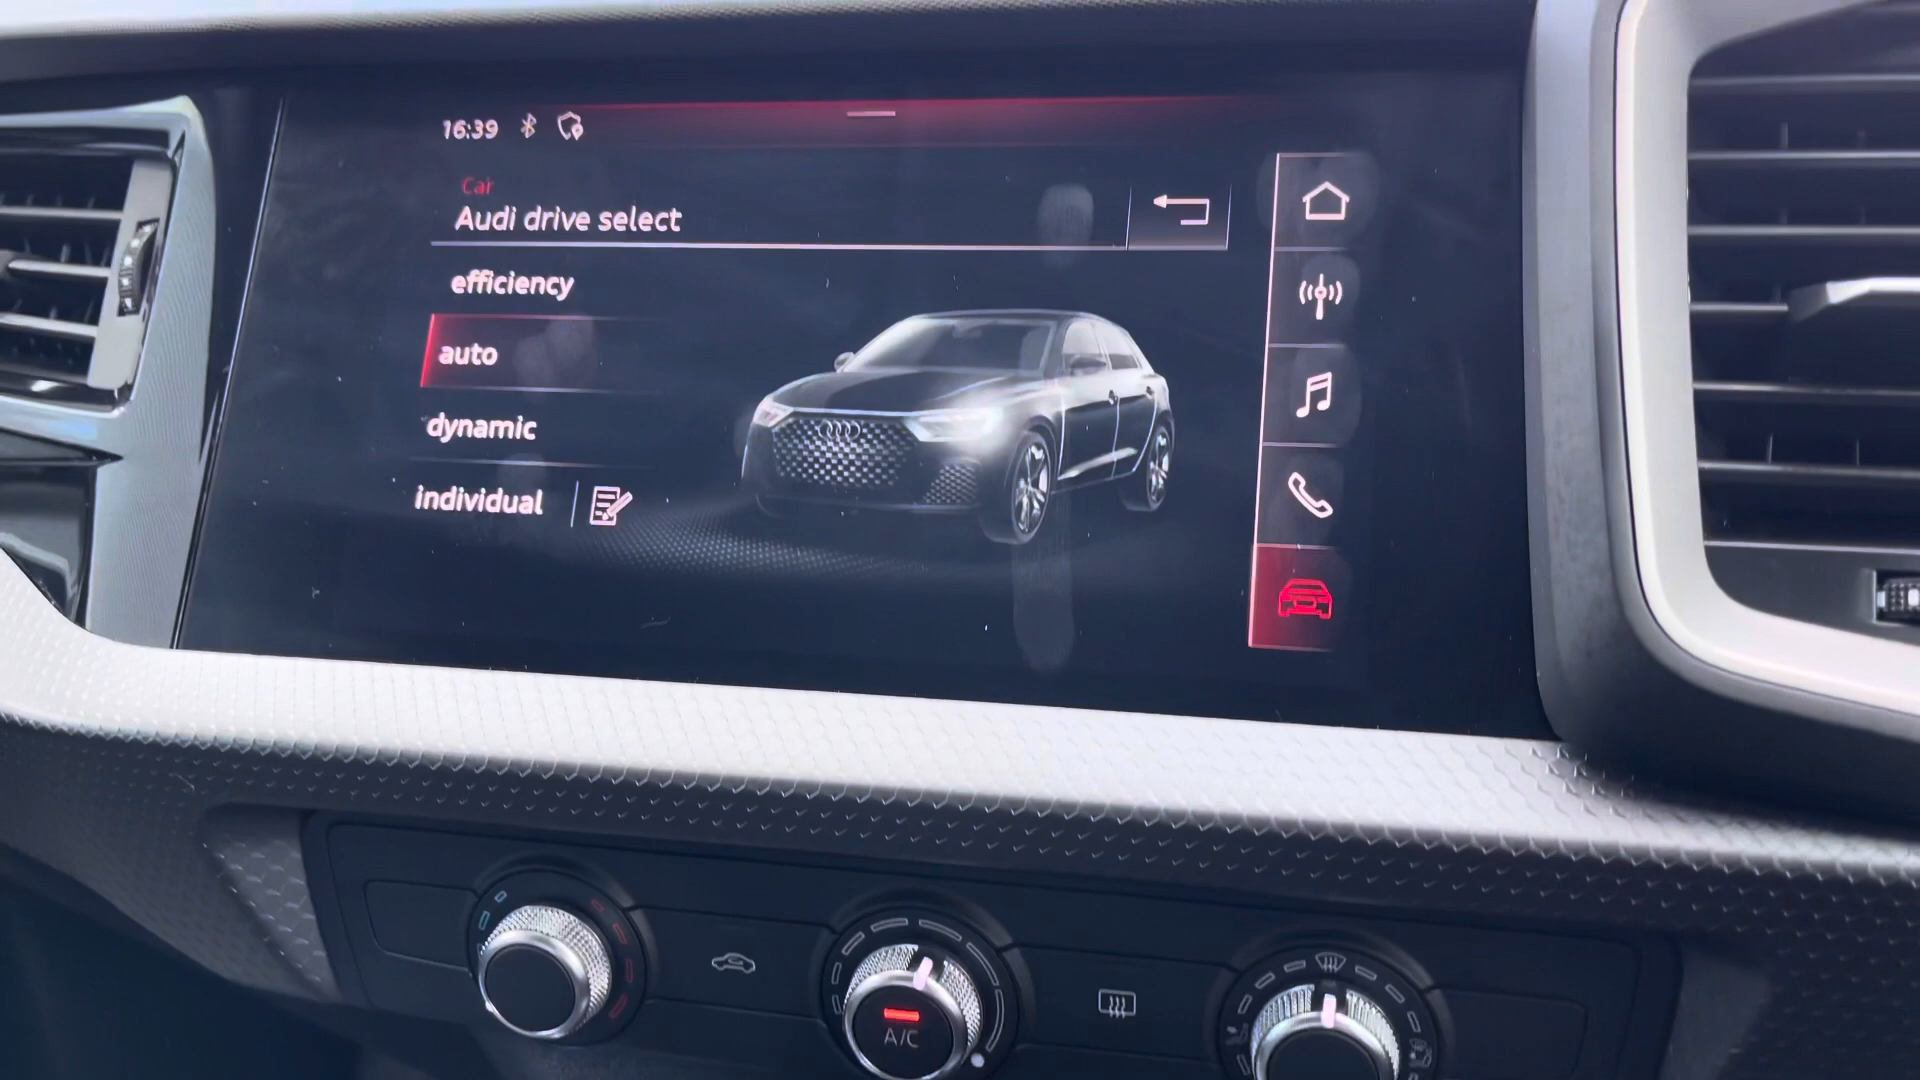 16:39
Car
Audi drive select
efficiency
auto
dynamic
individual
A/C